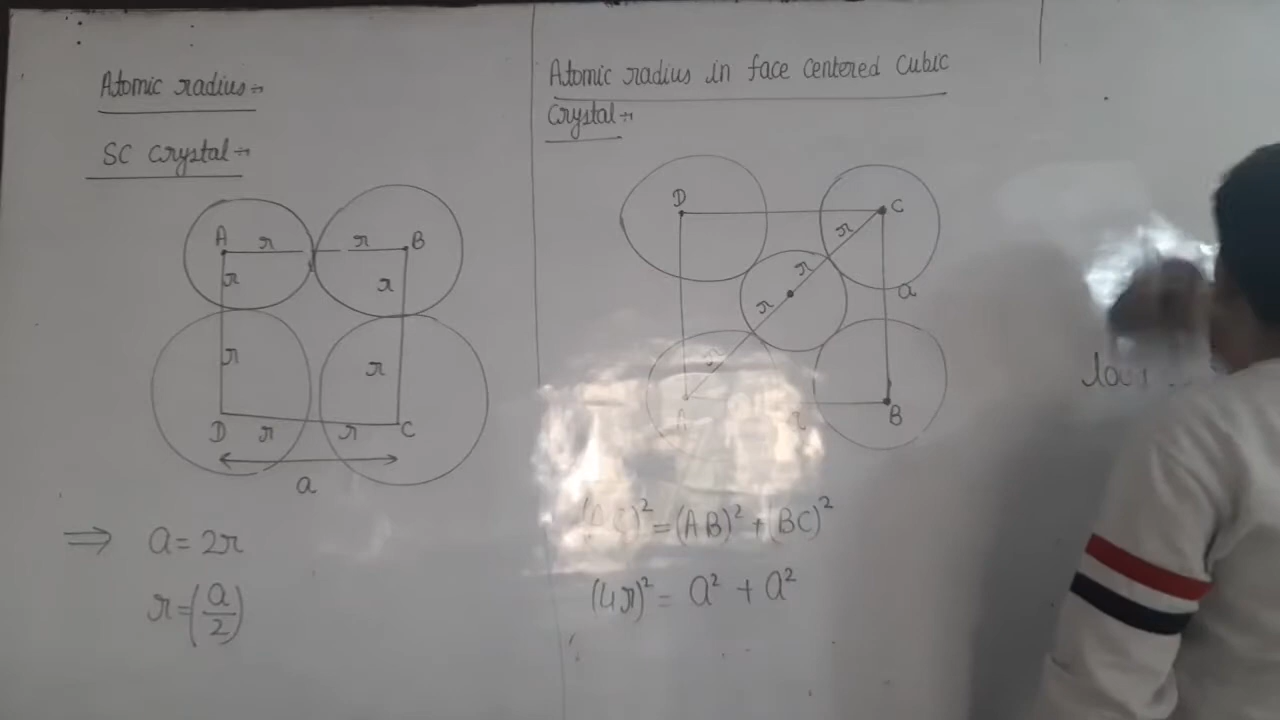 Atomic radius:-
SC crystal:-
A r r B
r r
r r
D r r C
a
⇒ a = 2r
r = (a/2)
Atomic radius in face centered cubic
crystal:-
D C
r
r
r a
r
A B
)² = (AB)² + (BC)²
(4r)² = a² + a²